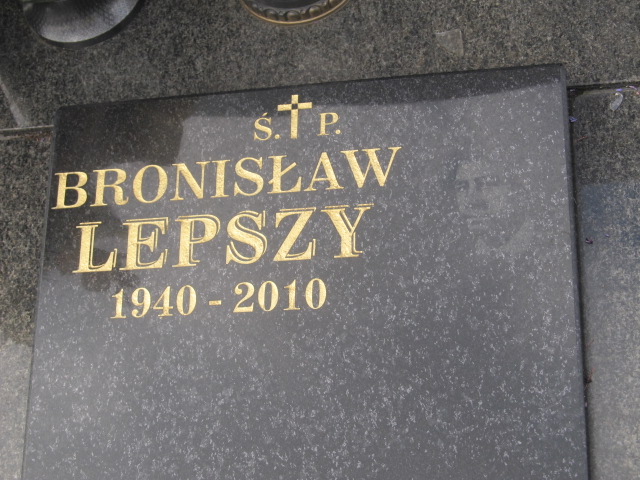 Ś. P.
BRONISŁAW
LEPSZY
1940 - 2010